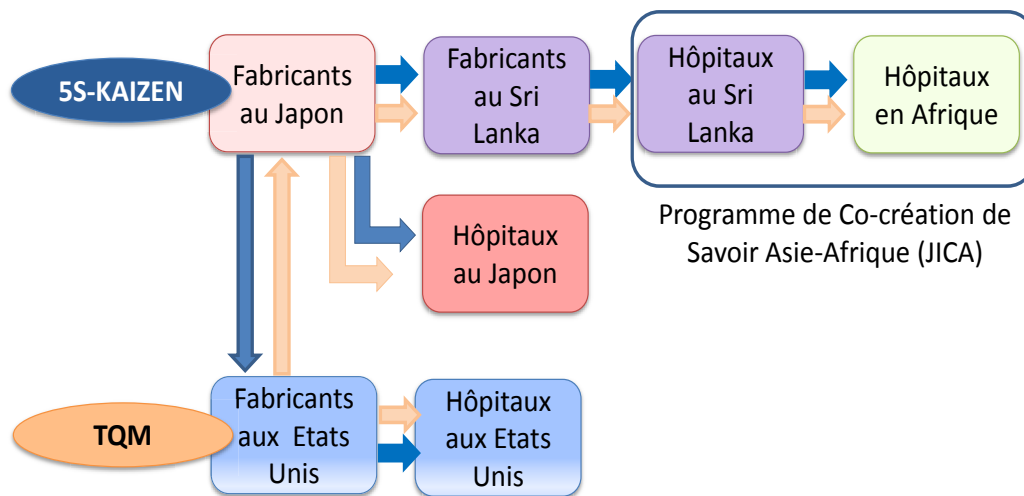 5S-KAIZEN
Fabricants
au Japon
Fabricants
au Sri
Lanka
Hôpitaux
au Sri
Lanka
Hôpitaux
en Afrique
Programme de Co-création de
Savoir Asie-Afrique (JICA)
Hôpitaux
au Japon
TQM
Fabricants
aux Etats
Unis
Hôpitaux
aux Etats
Unis